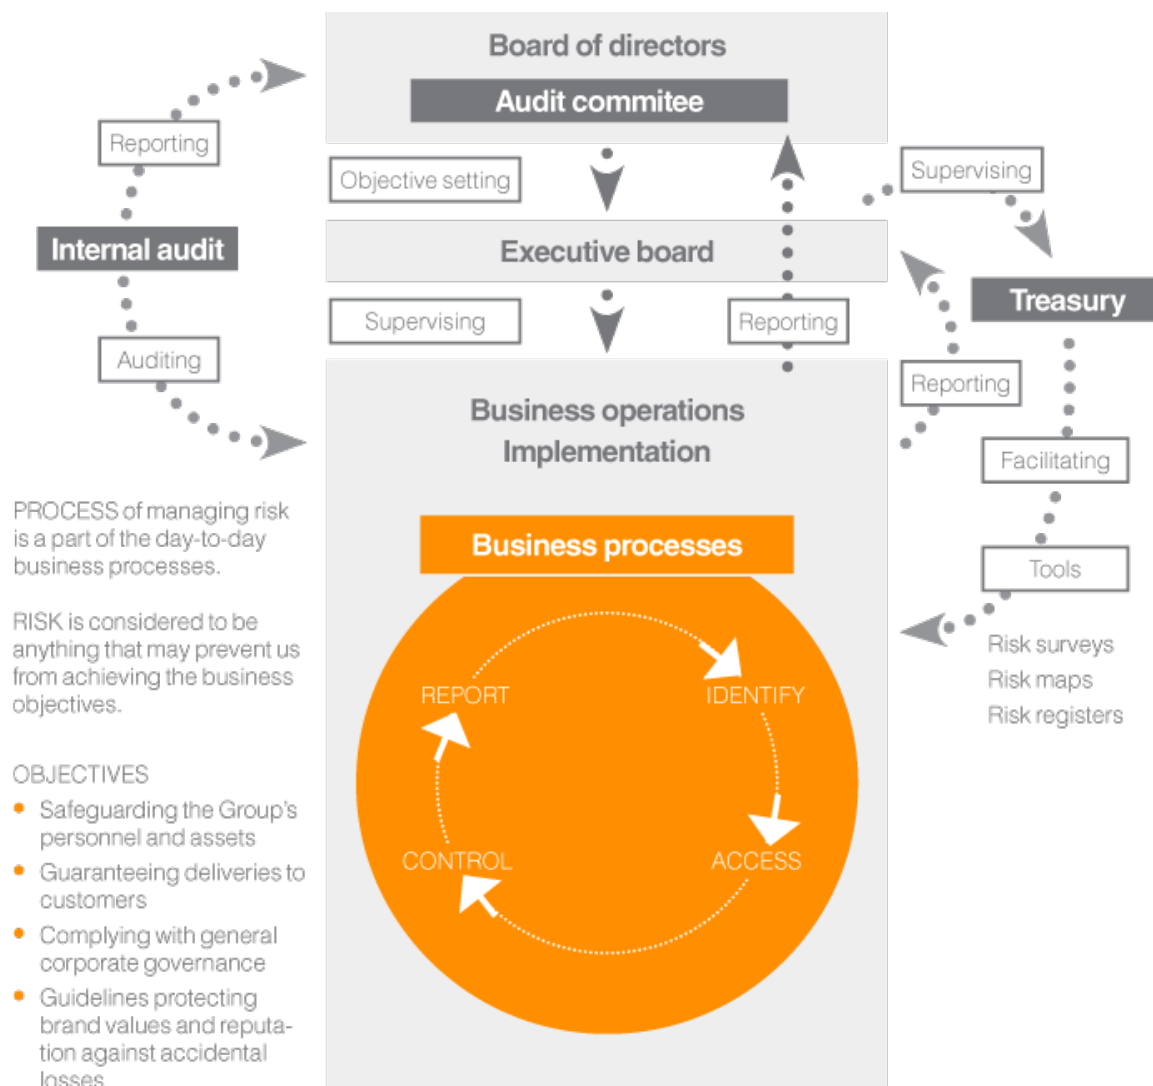 Board of directors
Audit commitee
Reporting
Objective setting
Supervising
Internal audit
Executive board
Treasury
Supervising
Reporting
Auditing
Reporting
Business operations
Implementation
Facilitating
Tools
Risk surveys
Risk maps
Risk registers
PROCESS of managing risk
is a part of the day-to-day
business processes.
RISK is considered to be
anything that may prevent us
from achieving the business
objectives.
OBJECTIVES
• Safeguarding the Group's
personnel and assets
• Guaranteeing deliveries to
customers
• Complying with general
corporate governance
• Guidelines protecting
brand values and reputa-
tion against accidental
losses
Business processes
REPORT
IDENTIFY
CONTROL
ACCESS